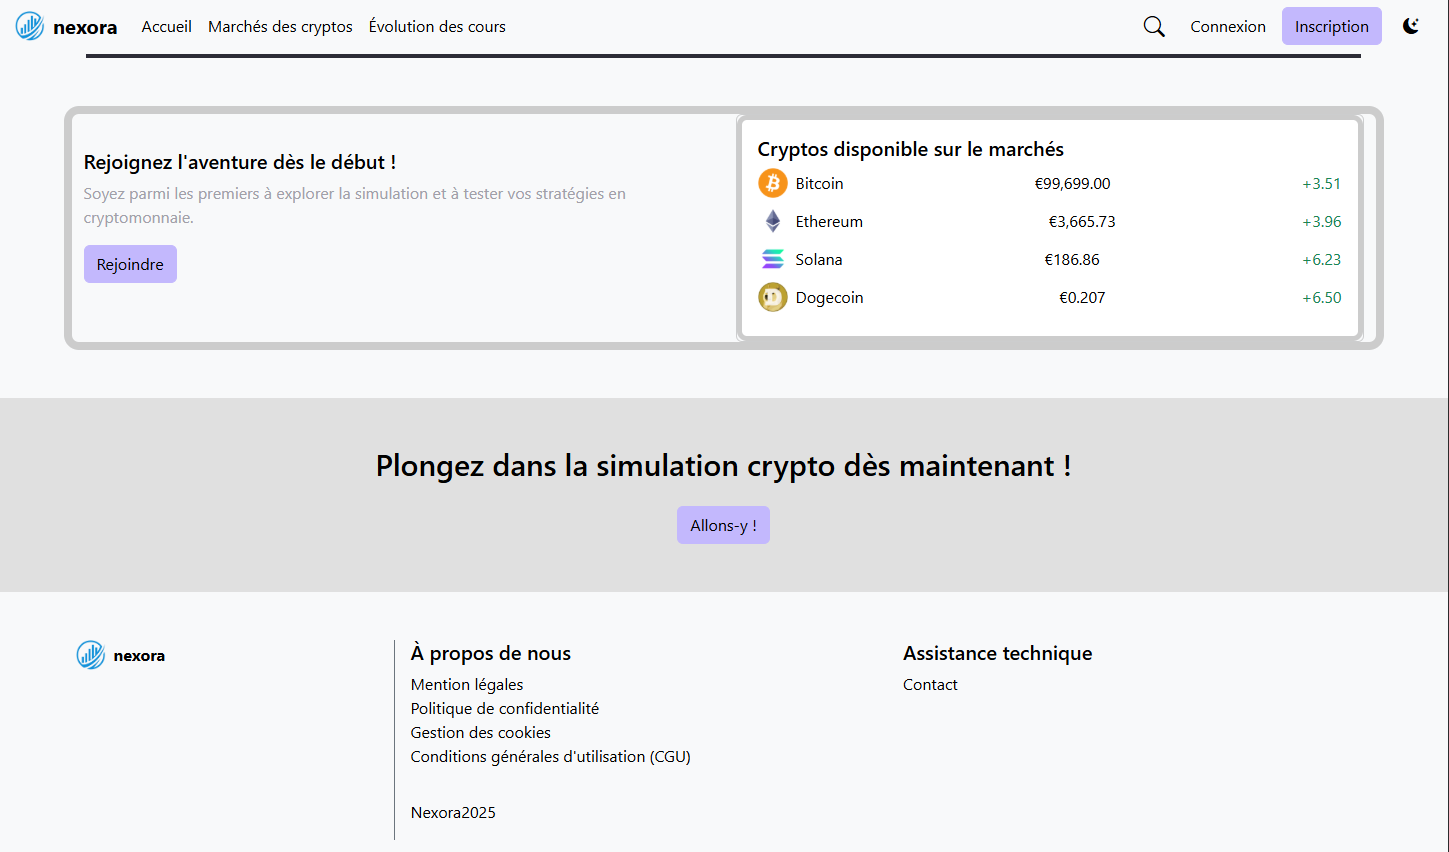 nexora Accueil Marchés des cryptos Évolution des cours Connexion Inscription
Rejoignez l'aventure dès le début !
Soyez parmi les premiers à explorer la simulation et à tester vos stratégies en
cryptomonnaie.
Rejoindre
Cryptos disponible sur le marchés
Bitcoin €99,699.00 +3.51
Ethereum €3,665.73 +3.96
Solana €186.86 +6.23
Dogecoin €0.207 +6.50
Plongez dans la simulation crypto dès maintenant !
Allons-y !
nexora
À propos de nous
Mention légales
Politique de confidentialité
Gestion des cookies
Conditions générales d'utilisation (CGU)
Nexora2025
Assistance technique
Contact